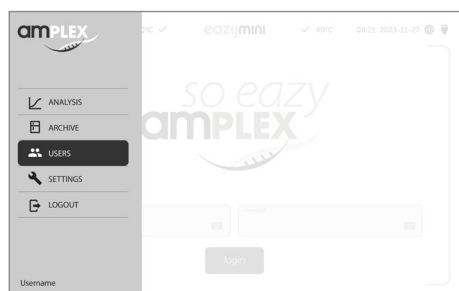 amPLEX
°C ✓ eazymini ✓ 40°C 08:21 2023-11-27
so eazy
amPLEX
ANALYSIS
ARCHIVE
USERS
SETTINGS
LOGOUT
login
Username